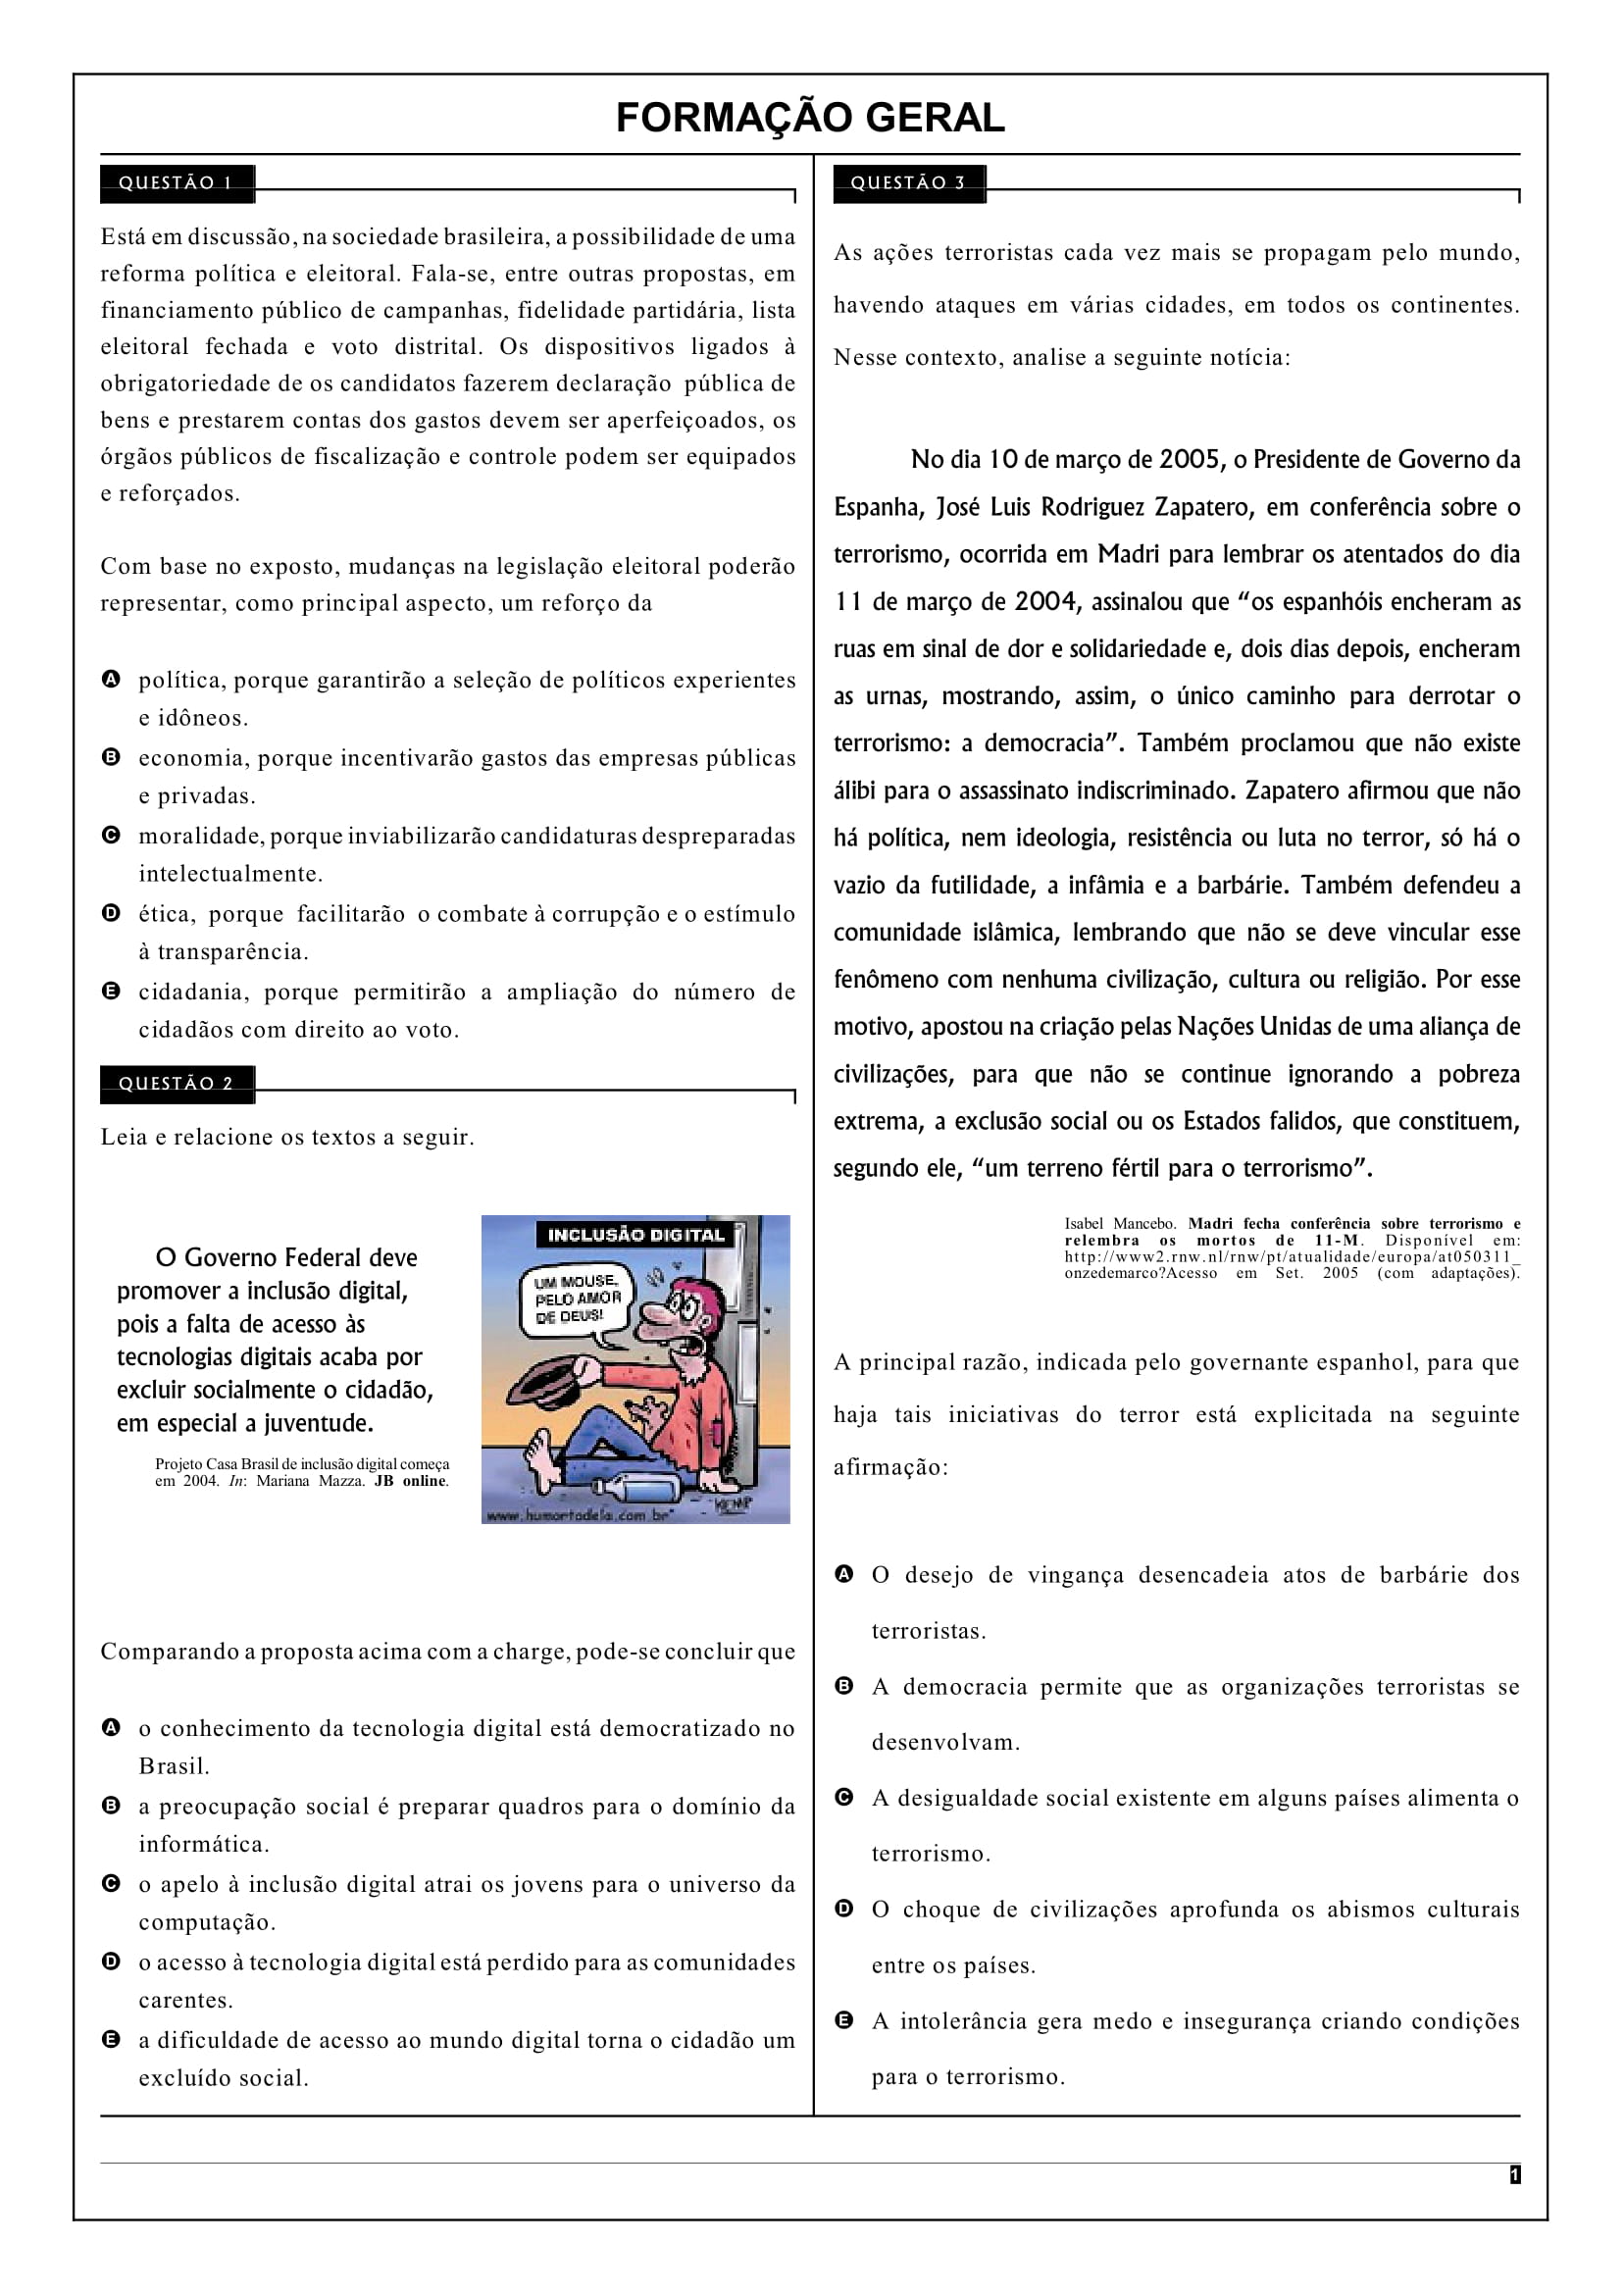 FORMAÇÃO GERAL
QUESTÃO 1
Está em discussão, na sociedade brasileira, a possibilidade de uma
reforma política e eleitoral. Fala-se, entre outras propostas, em
financiamento público de campanhas, fidelidade partidária, lista
eleitoral fechada e voto distrital. Os dispositivos ligados à
obrigatoriedade de os candidatos fazerem declaração pública de
bens e prestarem contas dos gastos devem ser aperfeiçoados, os
órgãos públicos de fiscalização e controle podem ser equipados
e reforçados.
Com base no exposto, mudanças na legislação eleitoral poderão
representar, como principal aspecto, um reforço da
A política, porque garantirão a seleção de políticos experientes
e idôneos.
B economia, porque incentivarão gastos das empresas públicas
e privadas.
C moralidade, porque inviabilizarão candidaturas despreparadas
intelectualmente.
D ética, porque facilitarão o combate à corrupção e o estímulo
à transparência.
E cidadania, porque permitirão a ampliação do número de
cidadãos com direito ao voto.
QUESTÃO 2
Leia e relacione os textos a seguir.
O Governo Federal deve
promover a inclusão digital,
pois a falta de acesso às
tecnologias digitais acaba por
excluir socialmente o cidadão,
em especial a juventude.
Projeto Casa Brasil de inclusão digital começa
em 2004. In: Mariana Mazza. JB online.
INCLUSÃO DIGITAL
UM MOUSE,
PELO AMOR
DE DEUS!
KEMP
www.humortadela.com.br
Comparando a proposta acima com a charge, pode-se concluir que
A o conhecimento da tecnologia digital está democratizado no
Brasil.
B a preocupação social é preparar quadros para o domínio da
informática.
C o apelo à inclusão digital atrai os jovens para o universo da
computação.
D o acesso à tecnologia digital está perdido para as comunidades
carentes.
E a dificuldade de acesso ao mundo digital torna o cidadão um
excluído social.
QUESTÃO 3
As ações terroristas cada vez mais se propagam pelo mundo,
havendo ataques em várias cidades, em todos os continentes.
Nesse contexto, analise a seguinte notícia:
No dia 10 de março de 2005, o Presidente de Governo da
Espanha, José Luis Rodriguez Zapatero, em conferência sobre o
terrorismo, ocorrida em Madri para lembrar os atentados do dia
11 de março de 2004, assinalou que “os espanhóis encheram as
ruas em sinal de dor e solidariedade e, dois dias depois, encheram
as urnas, mostrando, assim, o único caminho para derrotar o
terrorismo: a democracia”. Também proclamou que não existe
álibi para o assassinato indiscriminado. Zapatero afirmou que não
há política, nem ideologia, resistência ou luta no terror, só há o
vazio da futilidade, a infâmia e a barbárie. Também defendeu a
comunidade islâmica, lembrando que não se deve vincular esse
fenômeno com nenhuma civilização, cultura ou religião. Por esse
motivo, apostou na criação pelas Nações Unidas de uma aliança de
civilizações, para que não se continue ignorando a pobreza
extrema, a exclusão social ou os Estados falidos, que constituem,
segundo ele, “um terreno fértil para o terrorismo”.
Isabel Mancebo. Madri fecha conferência sobre terrorismo e
relembra os mortos de 11-M. Disponível em:
http://www2.rnw.nl/rnw/pt/atualidade/europa/at050311_
onzedemarco?Acesso em Set. 2005 (com adaptações).
A principal razão, indicada pelo governante espanhol, para que
haja tais iniciativas do terror está explicitada na seguinte
afirmação:
A O desejo de vingança desencadeia atos de barbárie dos
terroristas.
B A democracia permite que as organizações terroristas se
desenvolvam.
C A desigualdade social existente em alguns países alimenta o
terrorismo.
D O choque de civilizações aprofunda os abismos culturais
entre os países.
E A intolerância gera medo e insegurança criando condições
para o terrorismo.
1